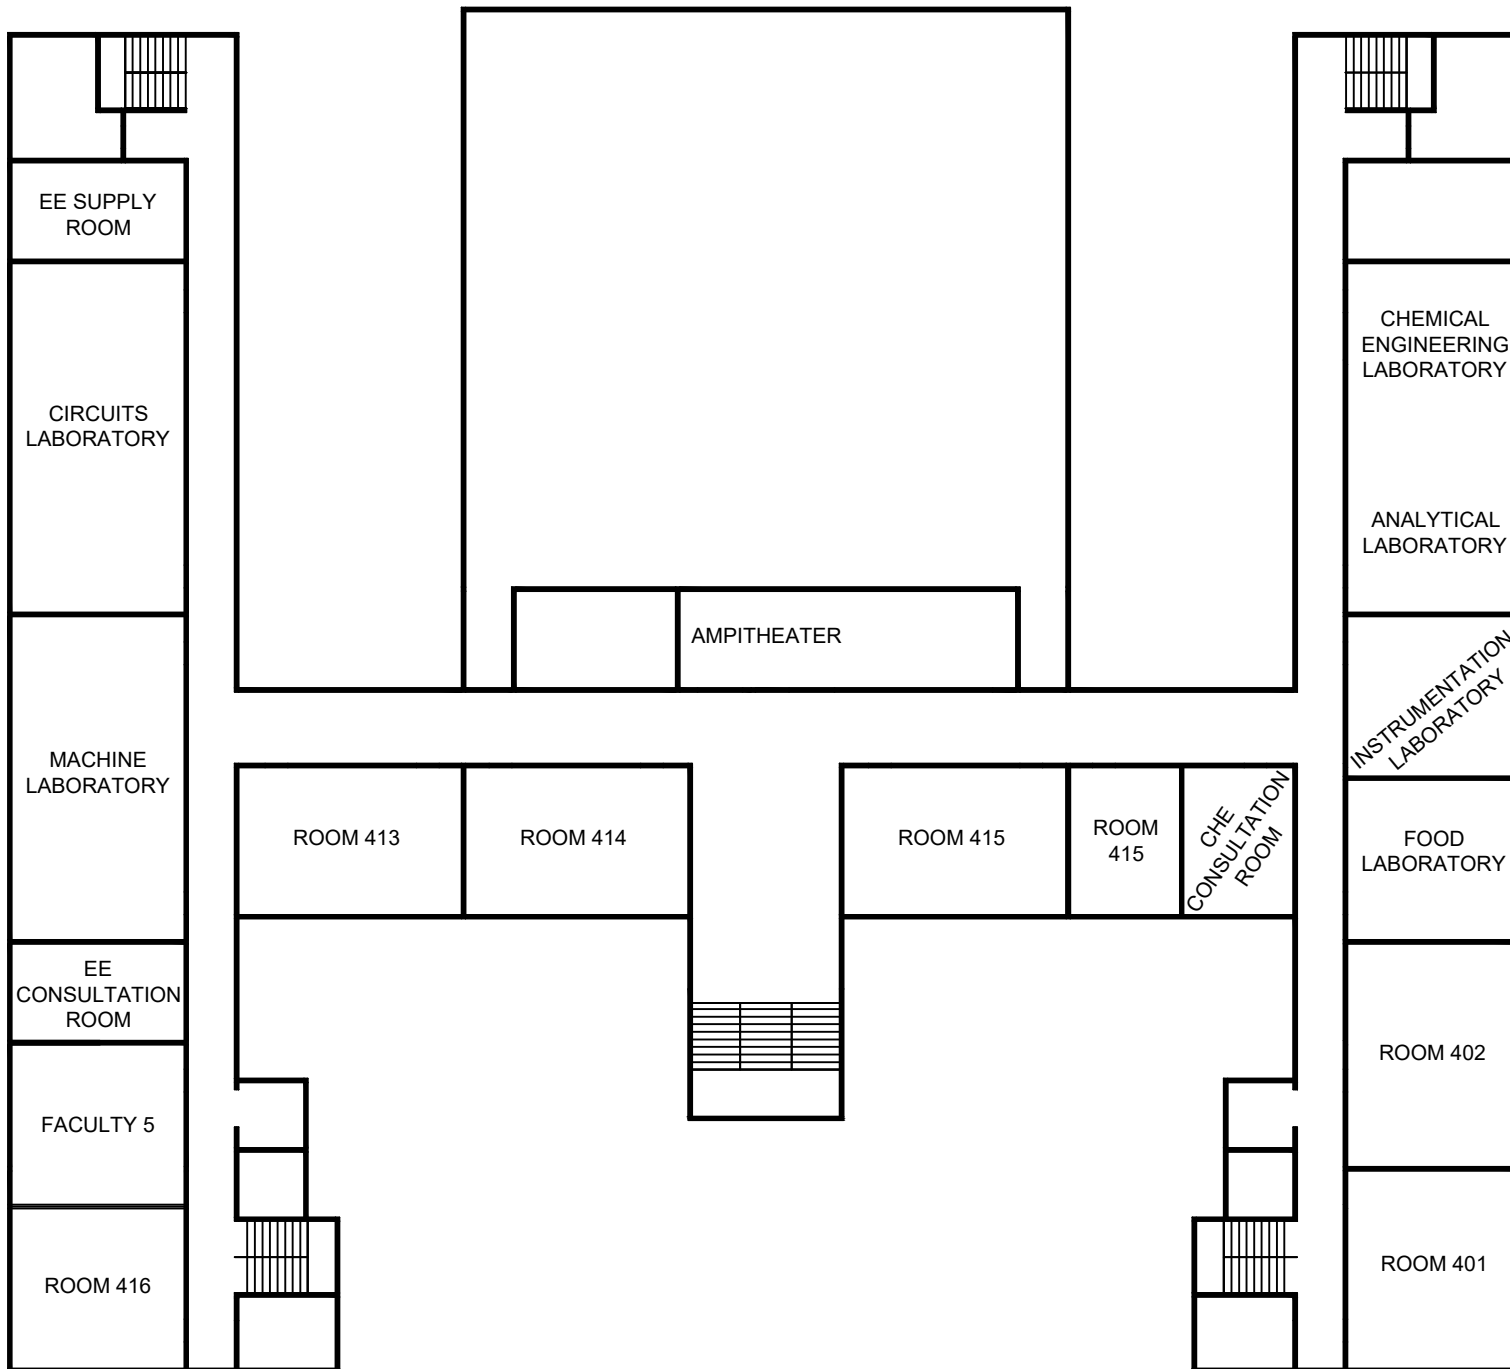 EE SUPPLY
ROOM
CIRCUITS
LABORATORY
MACHINE
LABORATORY
EE
CONSULTATION
ROOM
FACULTY 5
ROOM 416
AMPITHEATER
ROOM 413
ROOM 414
ROOM 415
ROOM
415
CHE
CONSULTATION
ROOM
CHEMICAL
ENGINEERING
LABORATORY
ANALYTICAL
LABORATORY
INSTRUMENTATION
LABORATORY
FOOD
LABORATORY
ROOM 402
ROOM 401